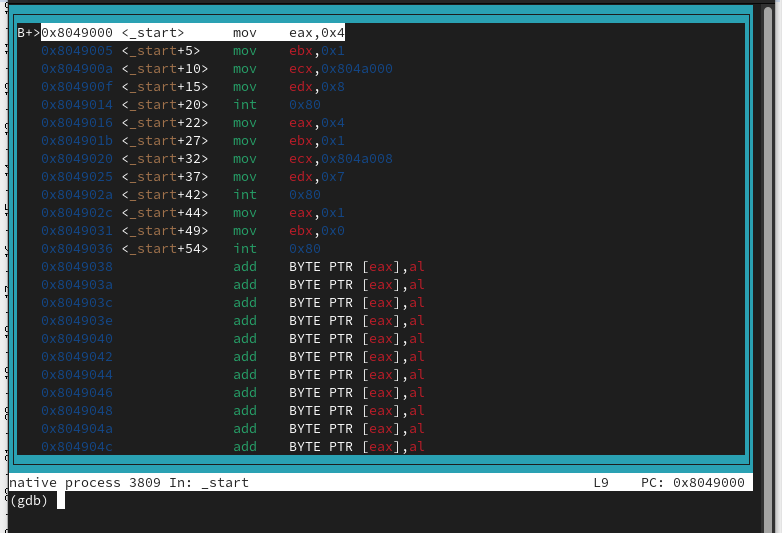 B+>0x8049000 <_start>      mov    eax,0x4
0x8049005 <_start+5>    mov    ebx,0x1
0x804900a <_start+10>   mov    ecx,0x804a000
0x804900f <_start+15>   mov    edx,0x8
0x8049014 <_start+20>   int    0x80
0x8049016 <_start+22>   mov    eax,0x4
0x804901b <_start+27>   mov    ebx,0x1
0x8049020 <_start+32>   mov    ecx,0x804a008
0x8049025 <_start+37>   mov    edx,0x7
0x804902a <_start+42>   int    0x80
0x804902c <_start+44>   mov    eax,0x1
0x8049031 <_start+49>   mov    ebx,0x0
0x8049036 <_start+54>   int    0x80
0x8049038               add    BYTE PTR [eax],al
0x804903a               add    BYTE PTR [eax],al
0x804903c               add    BYTE PTR [eax],al
0x804903e               add    BYTE PTR [eax],al
0x8049040               add    BYTE PTR [eax],al
0x8049042               add    BYTE PTR [eax],al
0x8049044               add    BYTE PTR [eax],al
0x8049046               add    BYTE PTR [eax],al
0x8049048               add    BYTE PTR [eax],al
0x804904a               add    BYTE PTR [eax],al
0x804904c               add    BYTE PTR [eax],al
native process 3809 In: _start                                           L9    PC: 0x8049000
(gdb)